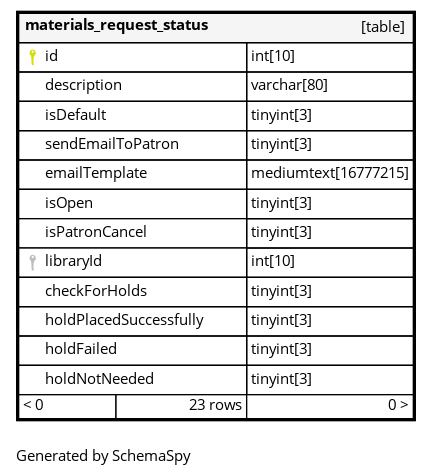 materials_request_status [table]
id int[10]
description varchar[80]
isDefault tinyint[3]
sendEmailToPatron tinyint[3]
emailTemplate mediumtext[16777215]
isOpen tinyint[3]
isPatronCancel tinyint[3]
libraryId int[10]
checkForHolds tinyint[3]
holdPlacedSuccessfully tinyint[3]
holdFailed tinyint[3]
holdNotNeeded tinyint[3]
< 0 23 rows 0 >
Generated by SchemaSpy